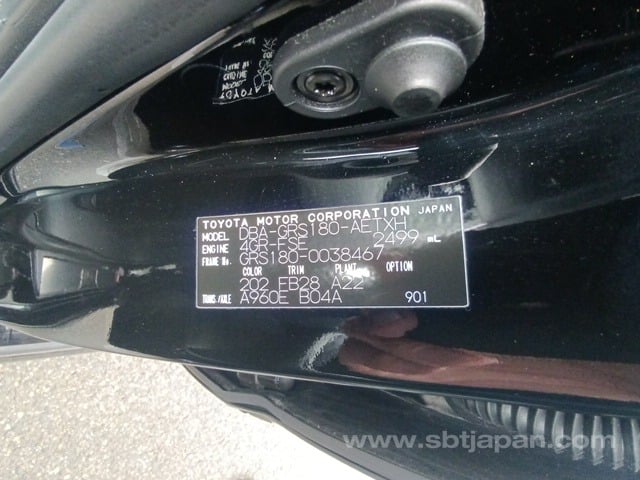 TOYOTA MOTOR CORPORATION JAPAN
MODEL DBA-GRS180-AETXH
ENGINE 4GR-FSE 2499 mL
FRAME No. GRS180-0038467
COLOR TRIM PLANT OPTION
202 FB28 A22
TRANS/AXLE A960E B04A 901
www.sbtjapan.com